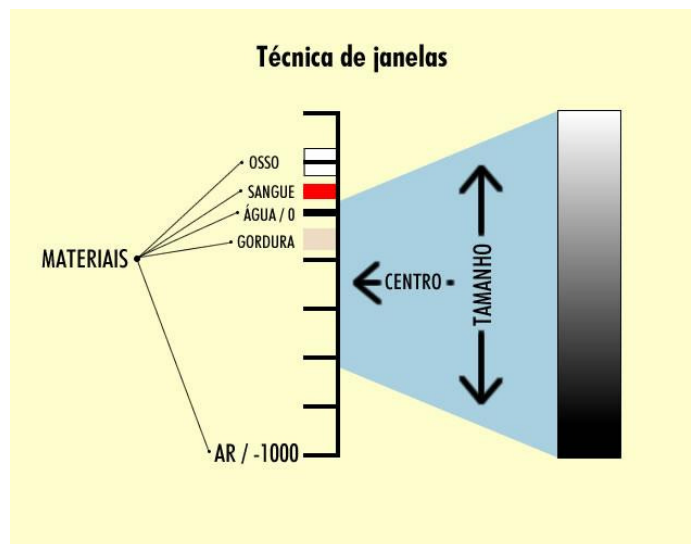 Técnica de janelas
OSSO
SANGUE
ÁGUA / 0
GORDURA
MATERIAIS
CENTRO
TAMANHO
AR / -1000